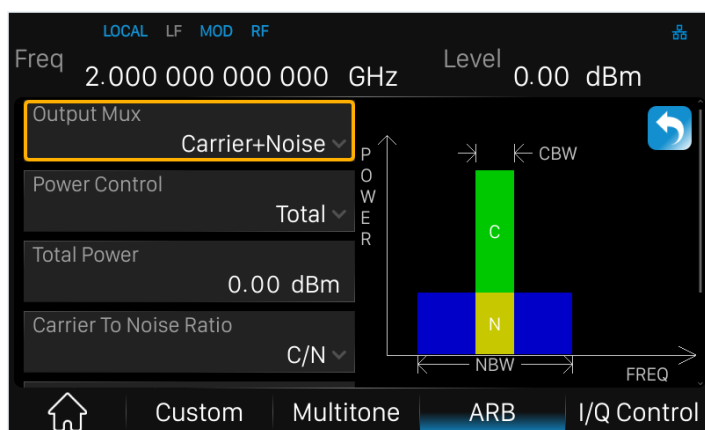 LOCAL LF MOD RF
Freq 2.000 000 000 000 GHz Level 0.00 dBm
Output Mux
Carrier+Noise
Power Control
Total
Total Power
0.00 dBm
Carrier To Noise Ratio
C/N
POWER
CBW
C
N
NBW
FREQ
Custom Multitone ARB I/Q Control